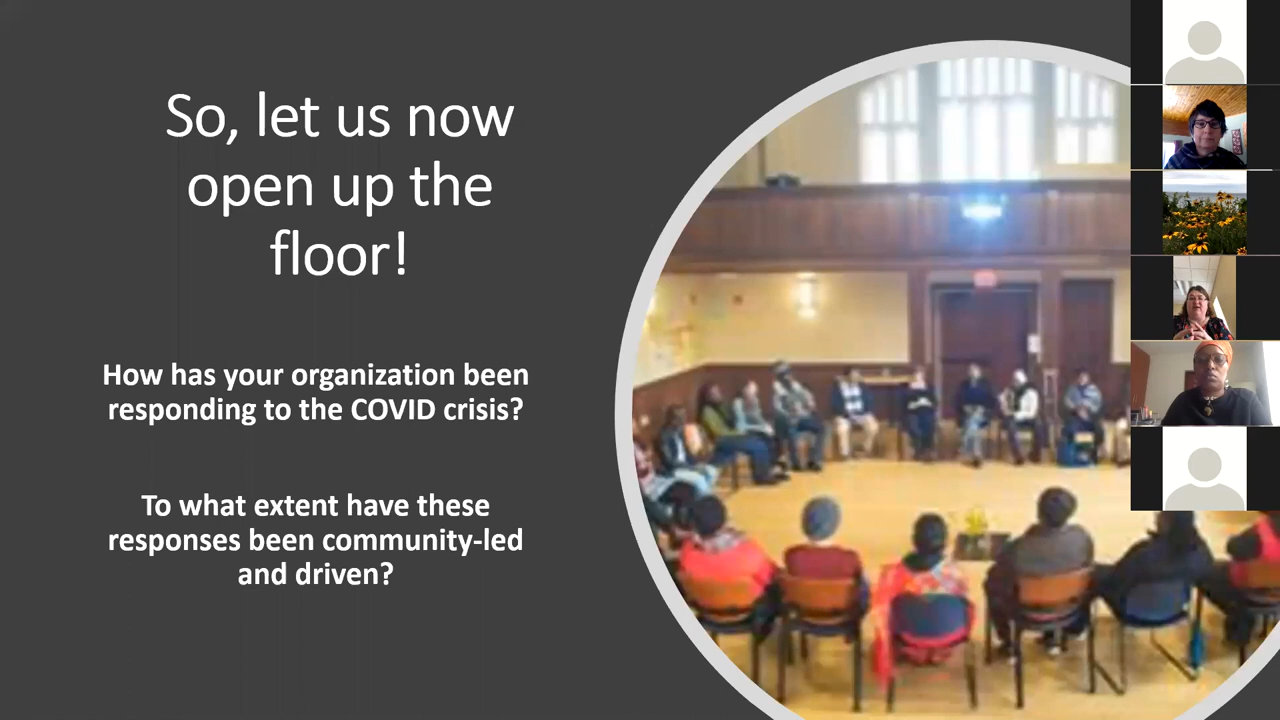 So, let us now
open up the
floor!
How has your organization been
responding to the COVID crisis?
To what extent have these
responses been community-led
and driven?